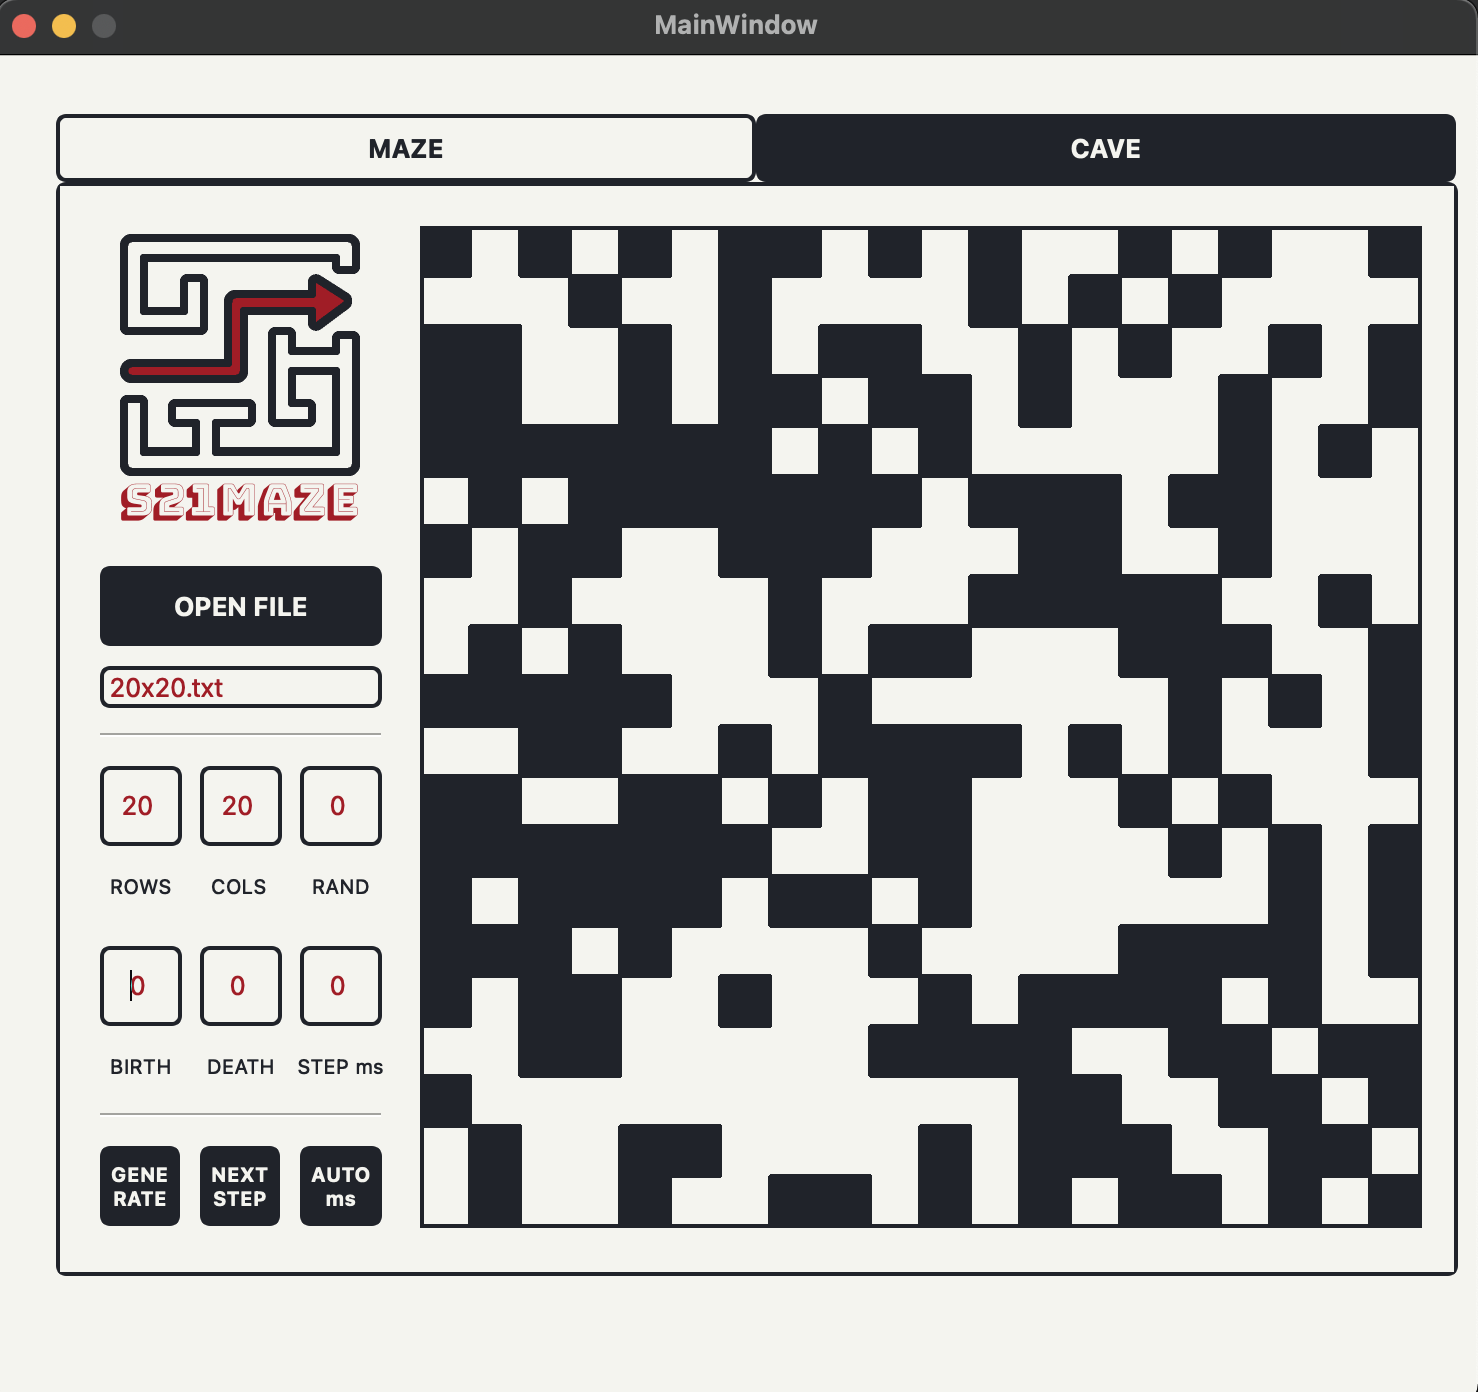 MainWindow
MAZE
CAVE
S21MAZE
OPEN FILE
20x20.txt
20
20
0
ROWS
COLS
RAND
0
0
0
BIRTH
DEATH
STEP ms
GENE
RATE
NEXT
STEP
AUTO
ms